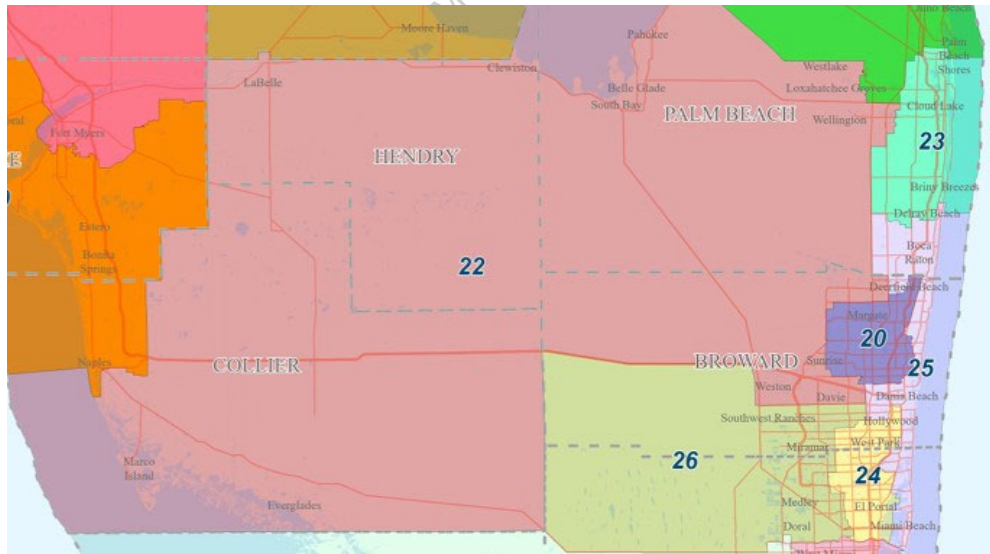 Juno Beach
Moore Haven
Pahokee
Palm
Beach
Shores
Westlake
Clewiston
LaBelle
Belle Glade
Loxahatchee Groves
South Bay
Cloud Lake
PALM BEACH
Wellington
Fort Myers
23
HENDRY
Briny Breezes
Delray Beach
Estero
Boca
Raton
Bonita
Springs
22
Deerfield Beach
Margate
20
Naples
COLLIER
BROWARD
Sunrise
25
Weston
Davie
Dania Beach
Southwest Ranches
Hollywood
Miramar
West Park
Marco
Island
26
24
Everglades
Medley
El Portal
Doral
Miami Beach